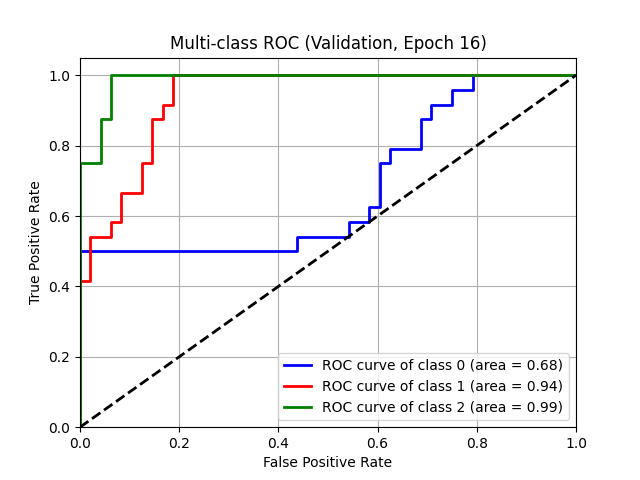 Multi-class ROC (Validation, Epoch 16)
True Positive Rate
1.0
0.8
0.6
0.4
0.2
0.0
ROC curve of class 0 (area = 0.68)
ROC curve of class 1 (area = 0.94)
ROC curve of class 2 (area = 0.99)
0.0 0.2 0.4 0.6 0.8 1.0
False Positive Rate